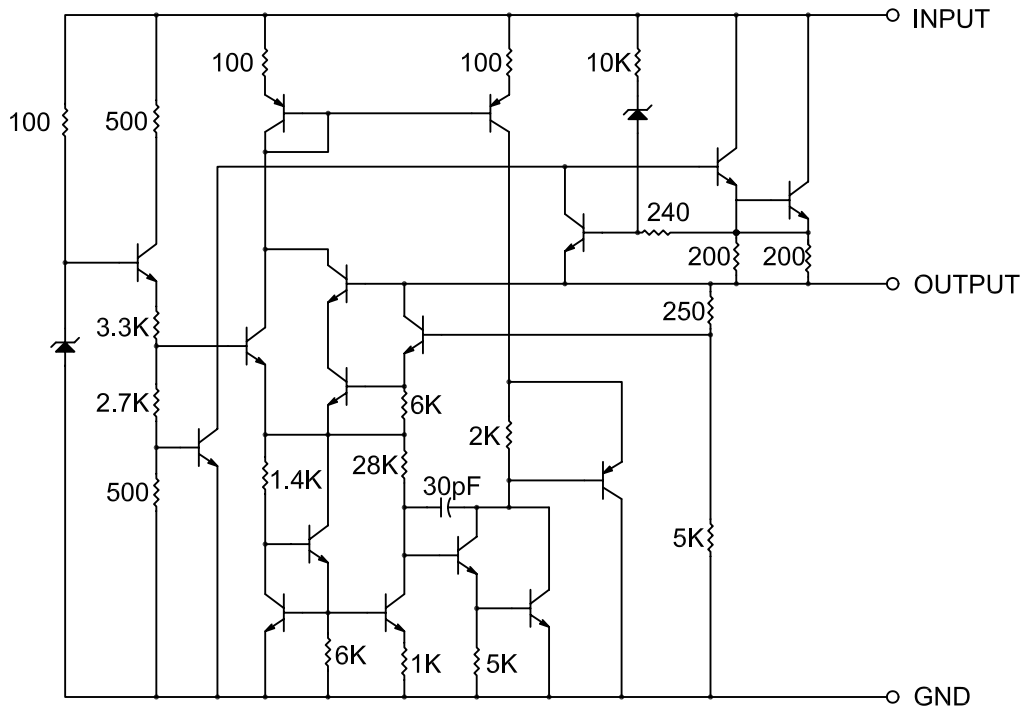 INPUT
100
100
10K
100
500
240
200
200
OUTPUT
250
3.3K
2.7K
6K
2K
28K
1.4K
30pF
500
5K
6K
1K
5K
GND